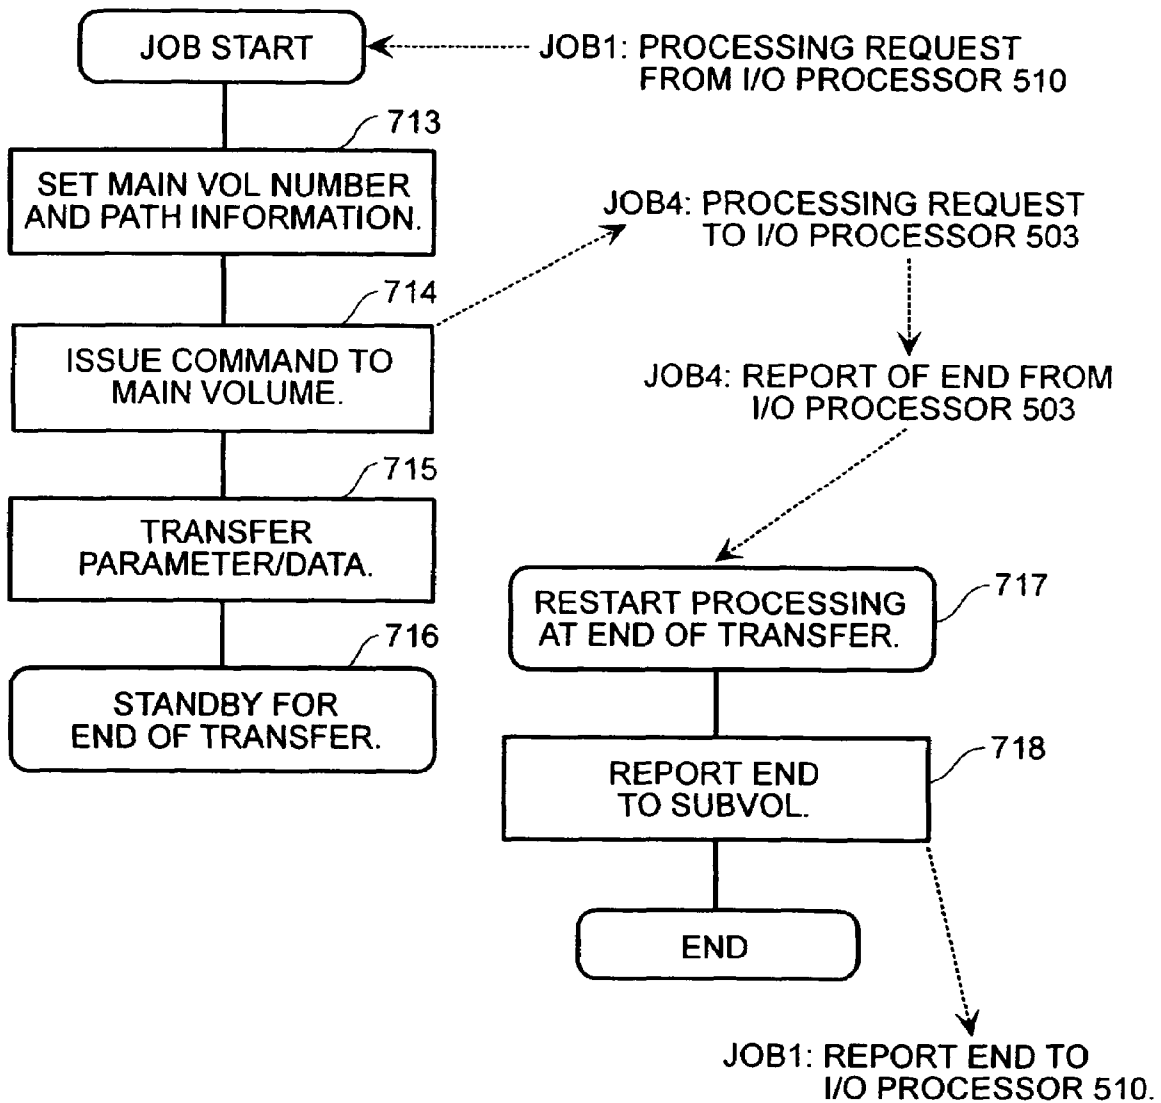 JOB START
JOB1: PROCESSING REQUEST
FROM I/O PROCESSOR 510
713
SET MAIN VOL NUMBER
AND PATH INFORMATION.
JOB4: PROCESSING REQUEST
TO I/O PROCESSOR 503
714
ISSUE COMMAND TO
MAIN VOLUME.
JOB4: REPORT OF END FROM
I/O PROCESSOR 503
715
TRANSFER
PARAMETER/DATA.
716
STANDBY FOR
END OF TRANSFER.
717
RESTART PROCESSING
AT END OF TRANSFER.
718
REPORT END
TO SUBVOL.
END
JOB1: REPORT END TO
I/O PROCESSOR 510.